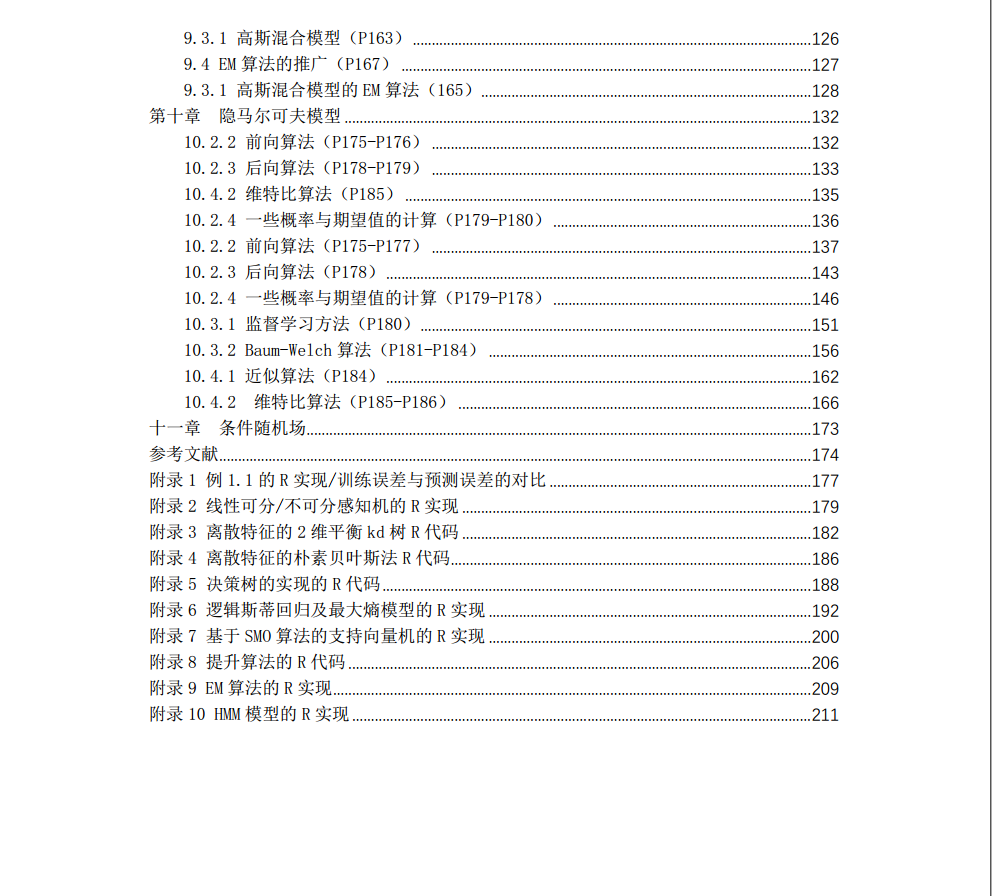 9.3.1 高斯混合模型（P163） 126
9.4 EM 算法的推广（P167） 127
9.3.1 高斯混合模型的 EM 算法（165） 128
第十章 隐马尔可夫模型 132
10.2.2 前向算法（P175-P176） 132
10.2.3 后向算法（P178-P179） 133
10.4.2 维特比算法（P185） 135
10.2.4 一些概率与期望值的计算（P179-P180） 136
10.2.2 前向算法（P175-P177） 137
10.2.3 后向算法（P178） 143
10.2.4 一些概率与期望值的计算（P179-P178） 146
10.3.1 监督学习方法（P180） 151
10.3.2 Baum-Welch 算法（P181-P184） 156
10.4.1 近似算法（P184） 162
10.4.2 维特比算法（P185-P186） 166
十一章 条件随机场 173
参考文献 174
附录 1 例 1.1 的 R 实现/训练误差与预测误差的对比 177
附录 2 线性可分/不可分感知机的 R 实现 179
附录 3 离散特征的 2 维平衡 kd 树 R 代码 182
附录 4 离散特征的朴素贝叶斯法 R 代码 186
附录 5 决策树的实现的 R 代码 188
附录 6 逻辑斯蒂回归及最大熵模型的 R 实现 192
附录 7 基于 SMO 算法的支持向量机的 R 实现 200
附录 8 提升算法的 R 代码 206
附录 9 EM 算法的 R 实现 209
附录 10 HMM 模型的 R 实现 211